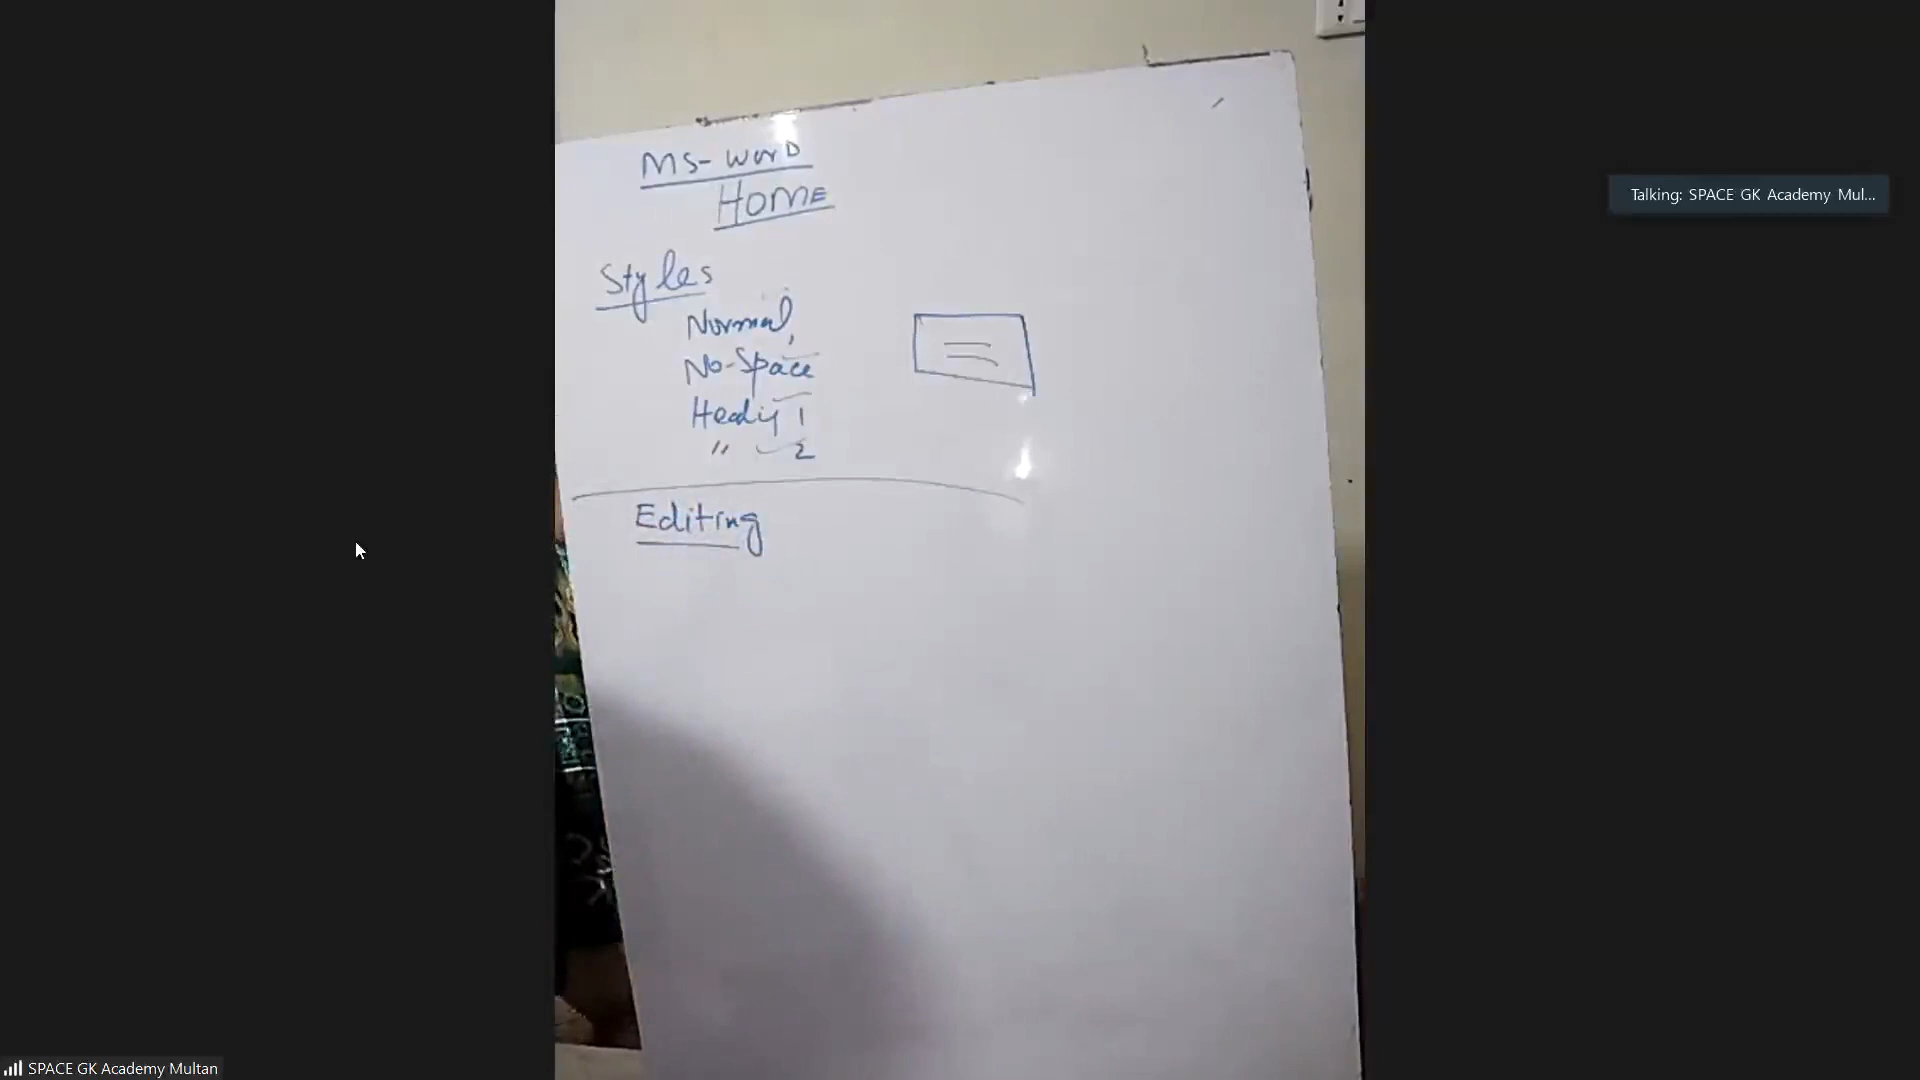 MS-WORD
HOME
Styles
Normal,
No-Space
Heading 1
" 2
Editing
Talking: SPACE GK Academy Mul...
SPACE GK Academy Multan